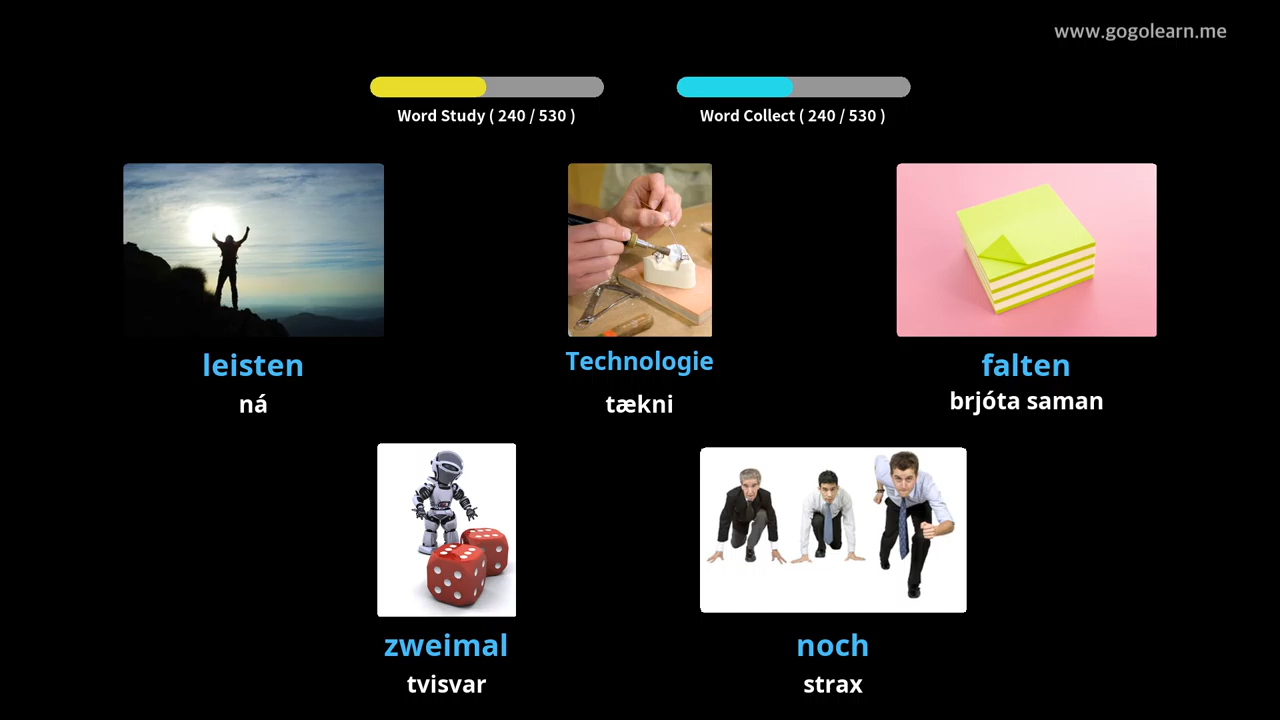 www.gogolearn.me
Word Study ( 240 / 530 )
Word Collect ( 240 / 530 )
leisten
Technologie
falten
ná
tækni
brjóta saman
zweimal
noch
tvisvar
strax